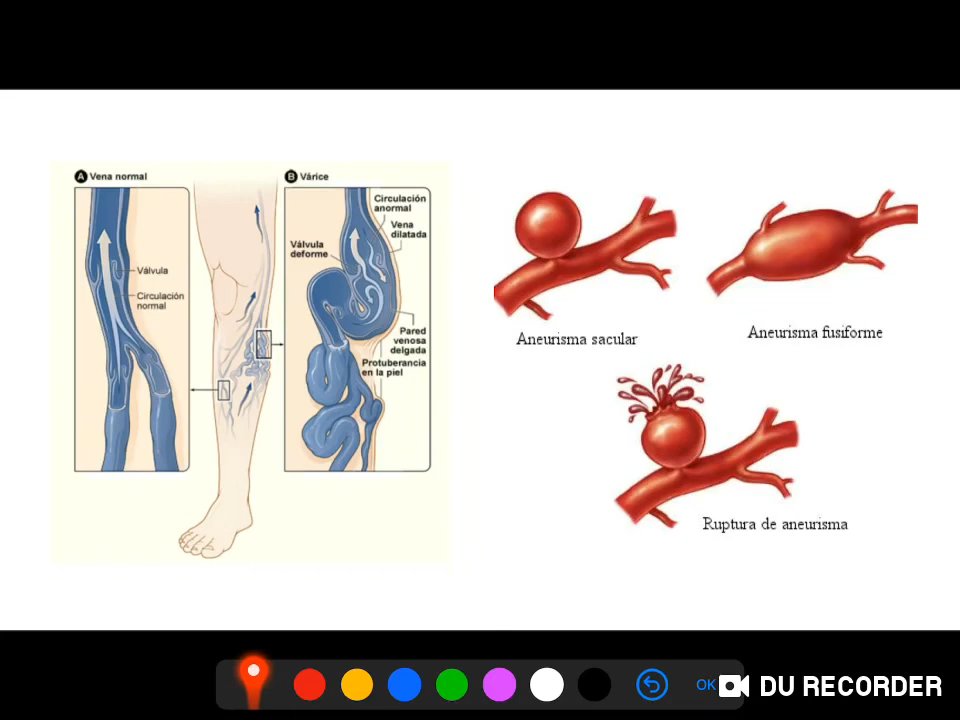 A Vena normal
Válvula
Circulación
normal
B Várice
Circulación
anormal
Vena
dilatada
Válvula
deforme
Pared
venosa
delgada
Protuberancia
en la piel
Aneurisma sacular
Aneurisma fusiforme
Ruptura de aneurisma
OK
DU RECORDER